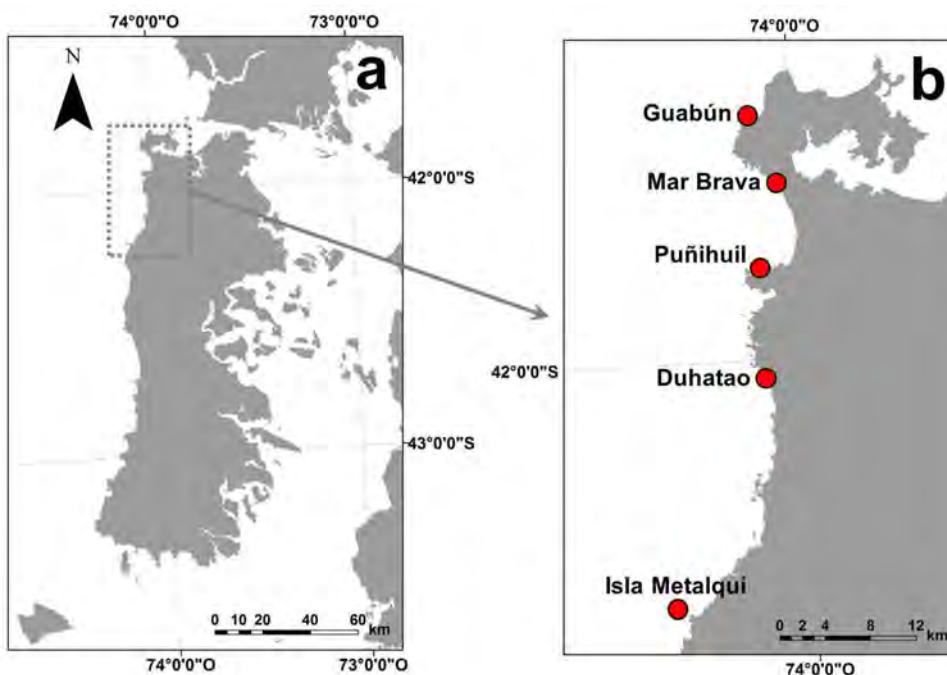 74°0'0"O 73°0'0"O
N
a
42°0'0"S
43°0'0"S
0 10 20 40 60
km
74°0'0"O 73°0'0"O
74°0'0"O
b
Guabún
Mar Brava
Puñihuil
42°0'0"S
Duhatao
Isla Metalqui
0 2 4 8 12
km
74°0'0"O